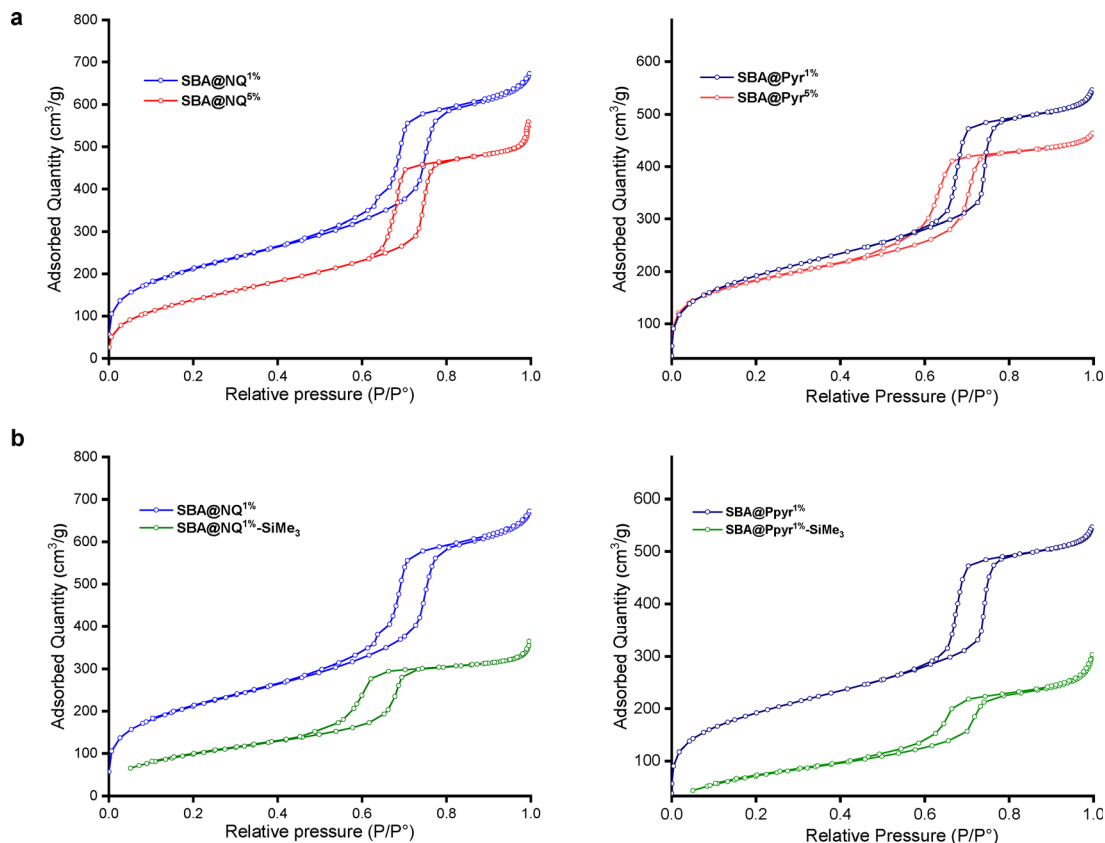 a
800
700
600
500
400
300
200
100
0
Adsorbed Quantity (cm³/g)
SBA@NQ¹%
SBA@NQ⁵%
0.0 0.2 0.4 0.6 0.8 1.0
Relative pressure (P/P°)
600
500
400
300
200
100
Adsorbed Quantity (cm³/g)
SBA@Pyr¹%
SBA@Pyr⁵%
0.0 0.2 0.4 0.6 0.8 1.0
Relative Pressure (P/P°)
b
800
700
600
500
400
300
200
100
0
Adsorbed Quantity (cm³/g)
SBA@NQ¹%
SBA@NQ¹%-SiMe₃
0.0 0.2 0.4 0.6 0.8 1.0
Relative pressure (P/P°)
600
500
400
300
200
100
Adsorbed Quantity (cm³/g)
SBA@Ppyr¹%
SBA@Ppyr¹%-SiMe₃
0.0 0.2 0.4 0.6 0.8 1.0
Relative Pressure (P/P°)